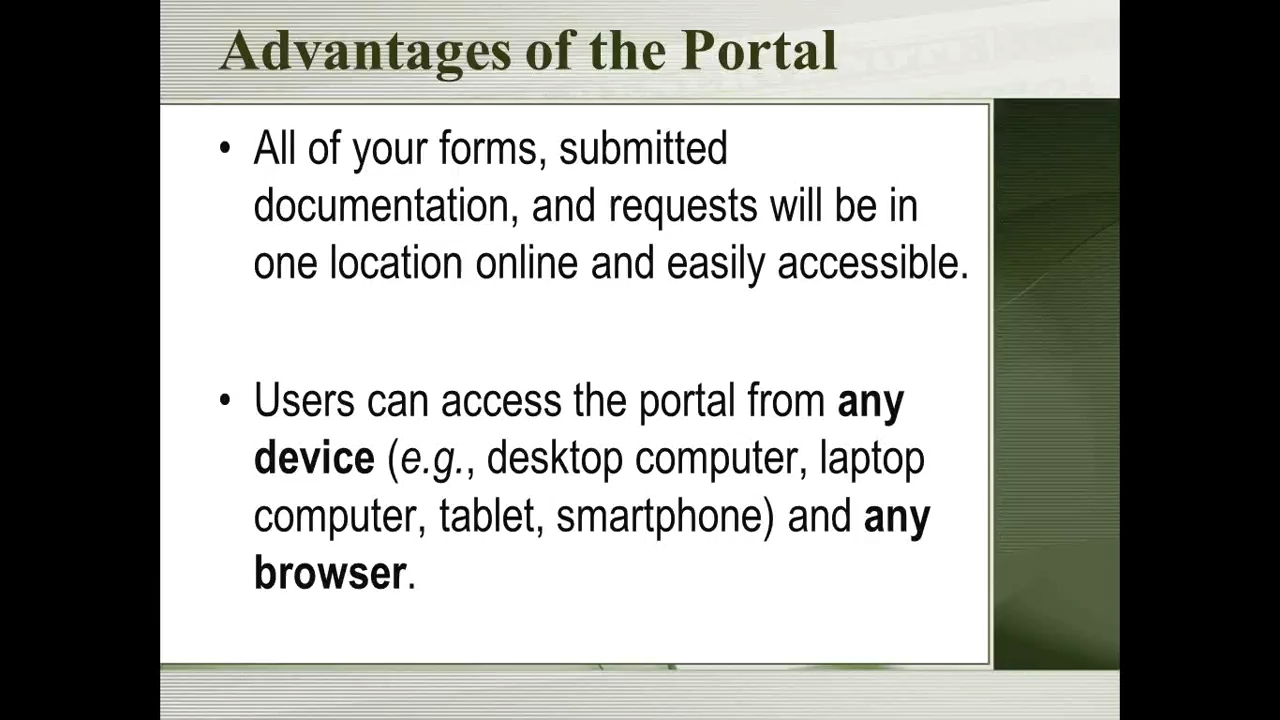 Advantages of the Portal
• All of your forms, submitted
documentation, and requests will be in
one location online and easily accessible.
• Users can access the portal from any
device (e.g., desktop computer, laptop
computer, tablet, smartphone) and any
browser.